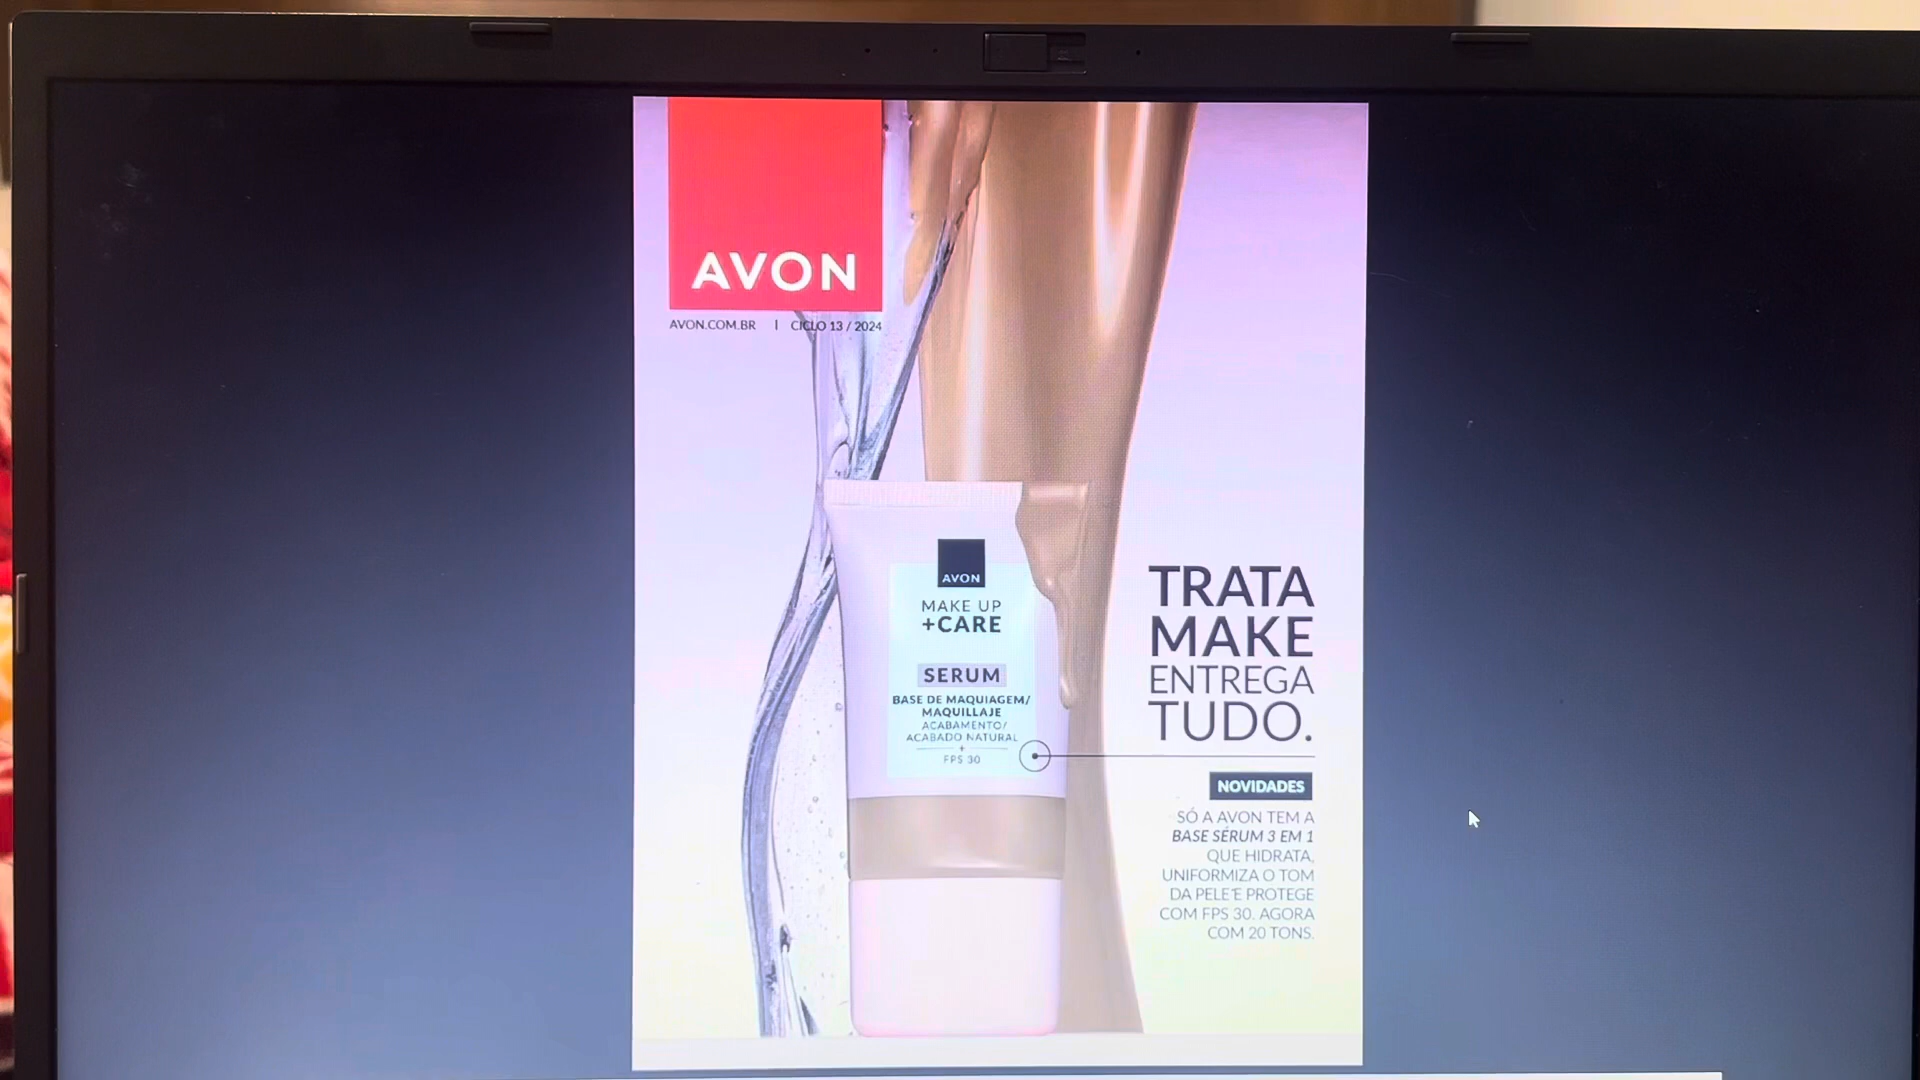 AVON
AVON.COM.BR | CICLO 13 / 2024
AVON
MAKE UP
+CARE
SERUM
BASE DE MAQUIAGEM/
MAQUILLAJE
ACABAMENTO/
ACABADO NATURAL
+
FPS 30
TRATA
MAKE
ENTREGA
TUDO.
NOVIDADES
SÓ A AVON TEM A
BASE SÉRUM 3 EM 1
QUE HIDRATA,
UNIFORMIZA O TOM
DA PELE E PROTEGE
COM FPS 30. AGORA
COM 20 TONS.